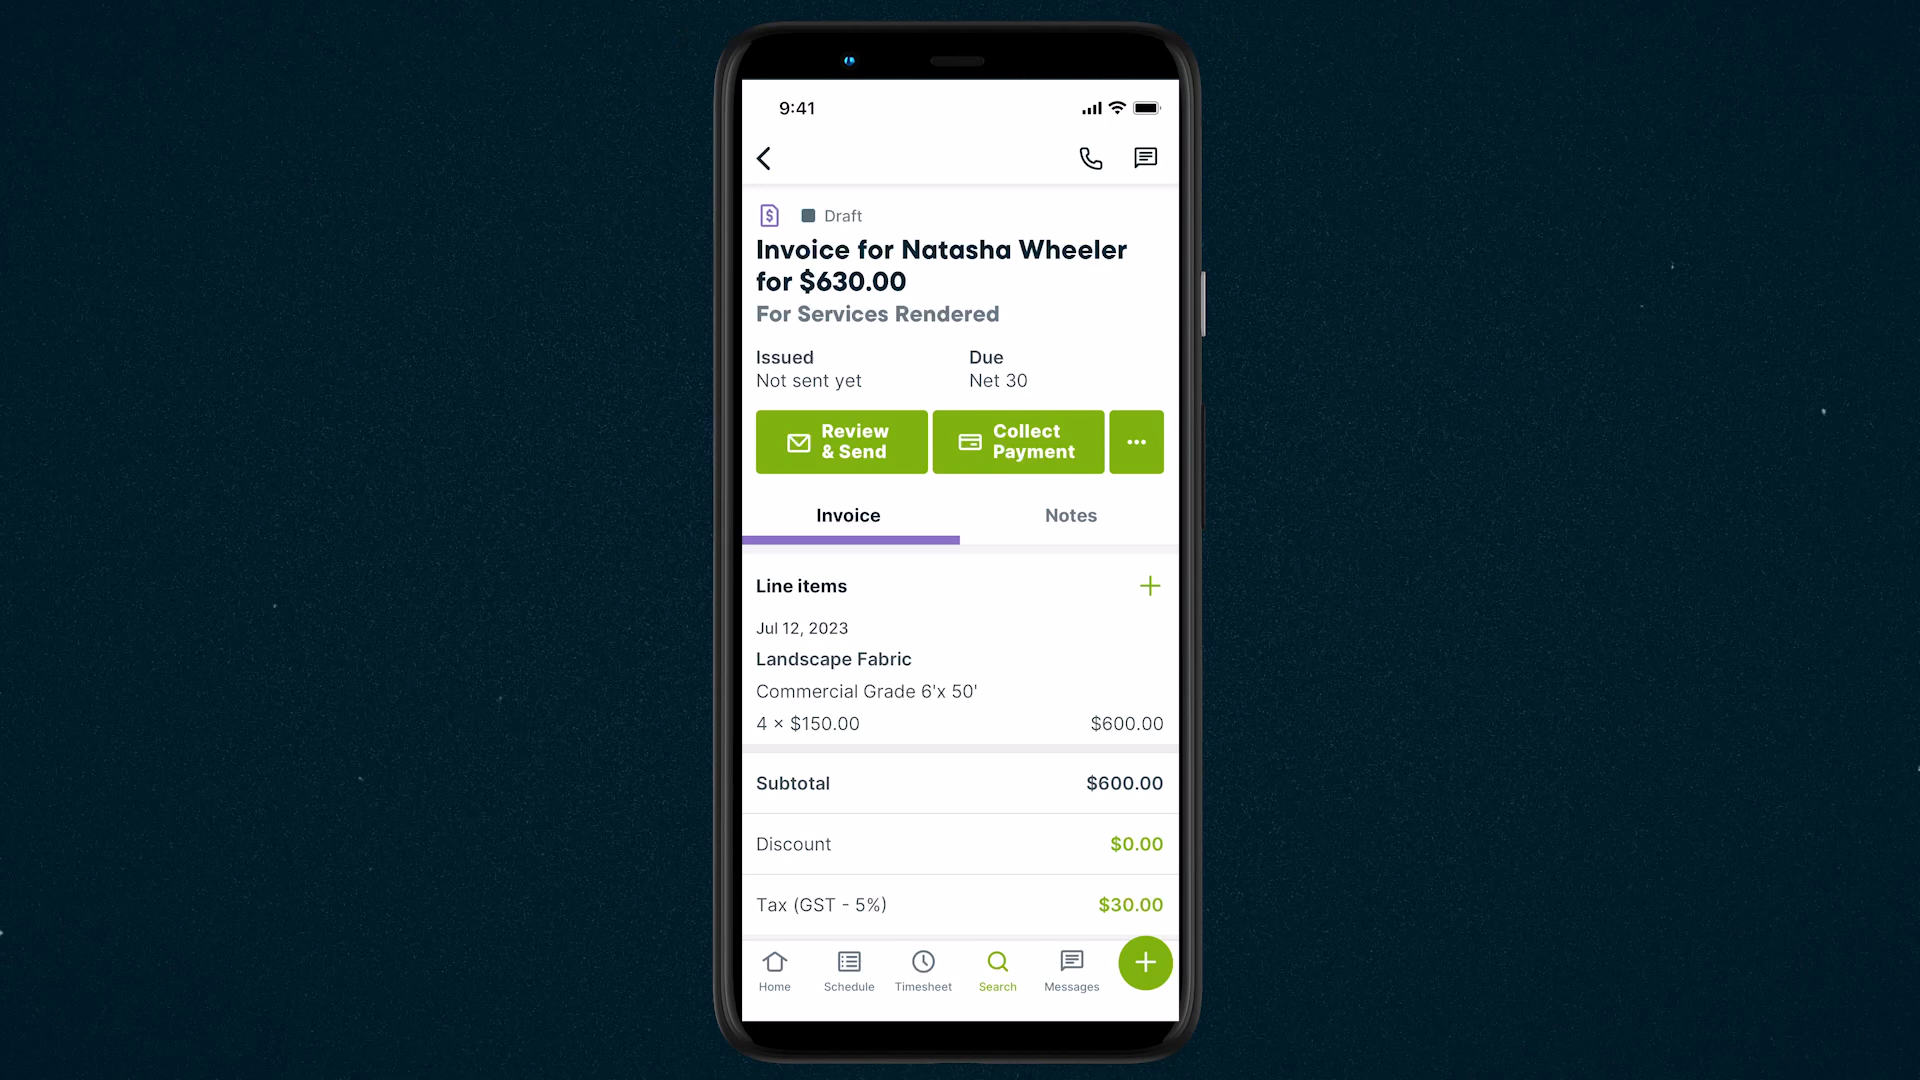 9:41
Draft
Invoice for Natasha Wheeler
for $630.00
For Services Rendered
Issued
Due
Not sent yet
Net 30
Review
& Send
Collect
Payment
Invoice
Notes
Line items
Jul 12, 2023
Landscape Fabric
Commercial Grade 6'x 50'
4 × $150.00
$600.00
Subtotal
$600.00
Discount
$0.00
Tax (GST - 5%)
$30.00
Home
Schedule
Timesheet
Search
Messages